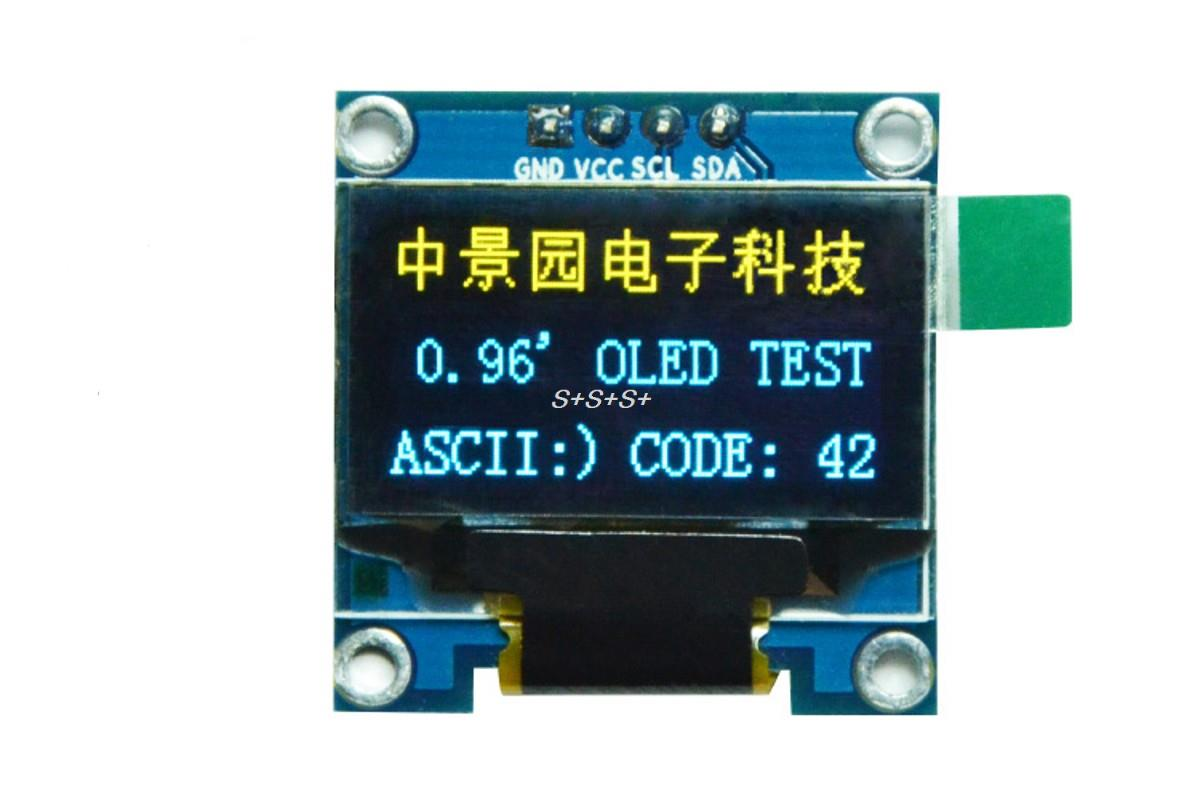 GND VCC SCL SDA
中景园电子科技
0.96' OLED TEST
S+S+S+
ASCII:) CODE: 42